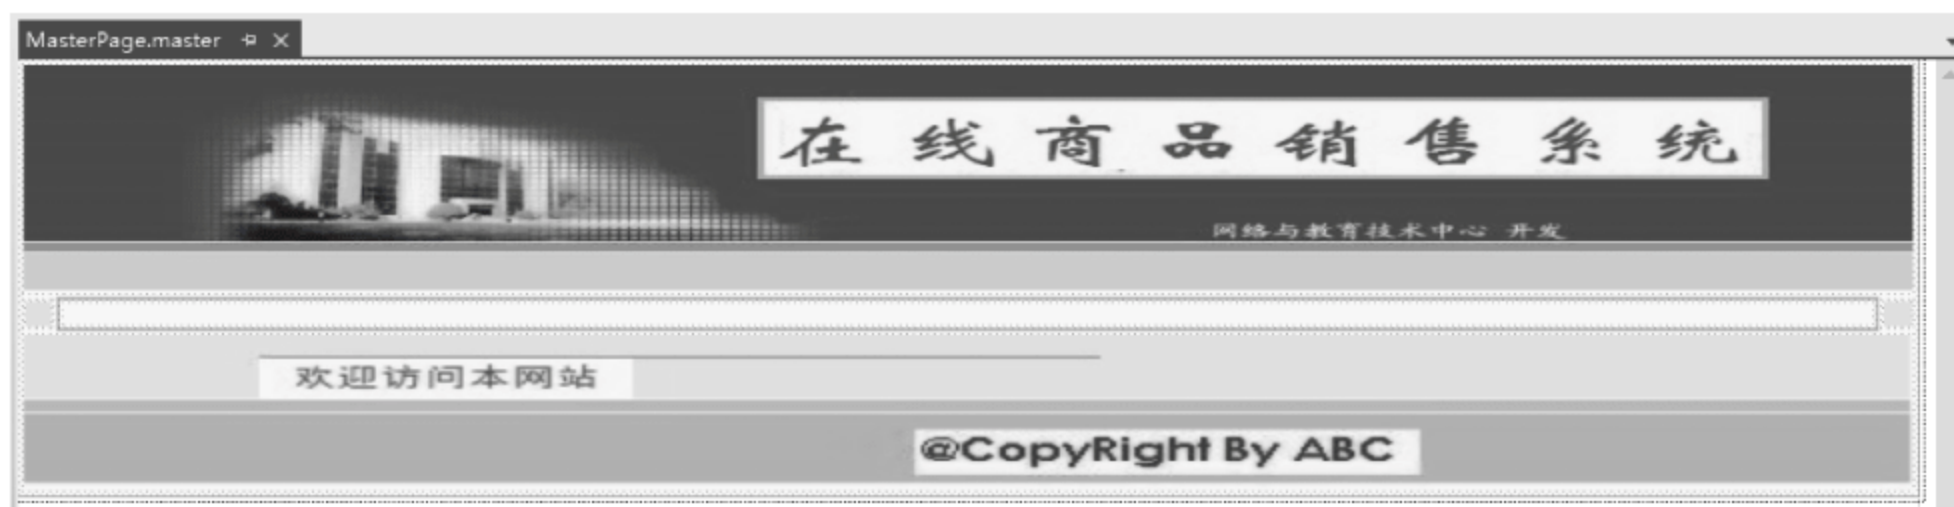 MasterPage.master
在线商品销售系统
网络与教育技术中心 开发
欢迎访问本网站
@CopyRight By ABC